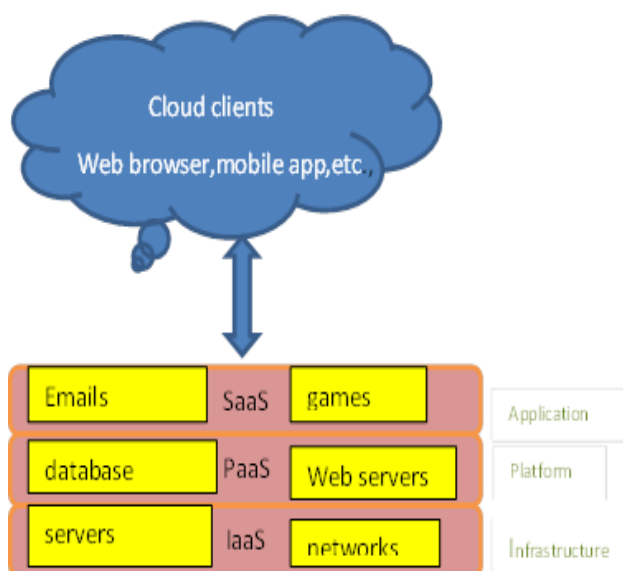 Cloud clients
Web browser,mobile app,etc.,
Emails SaaS games
Application
database PaaS Web servers
Platform
servers IaaS networks
Infrastructure